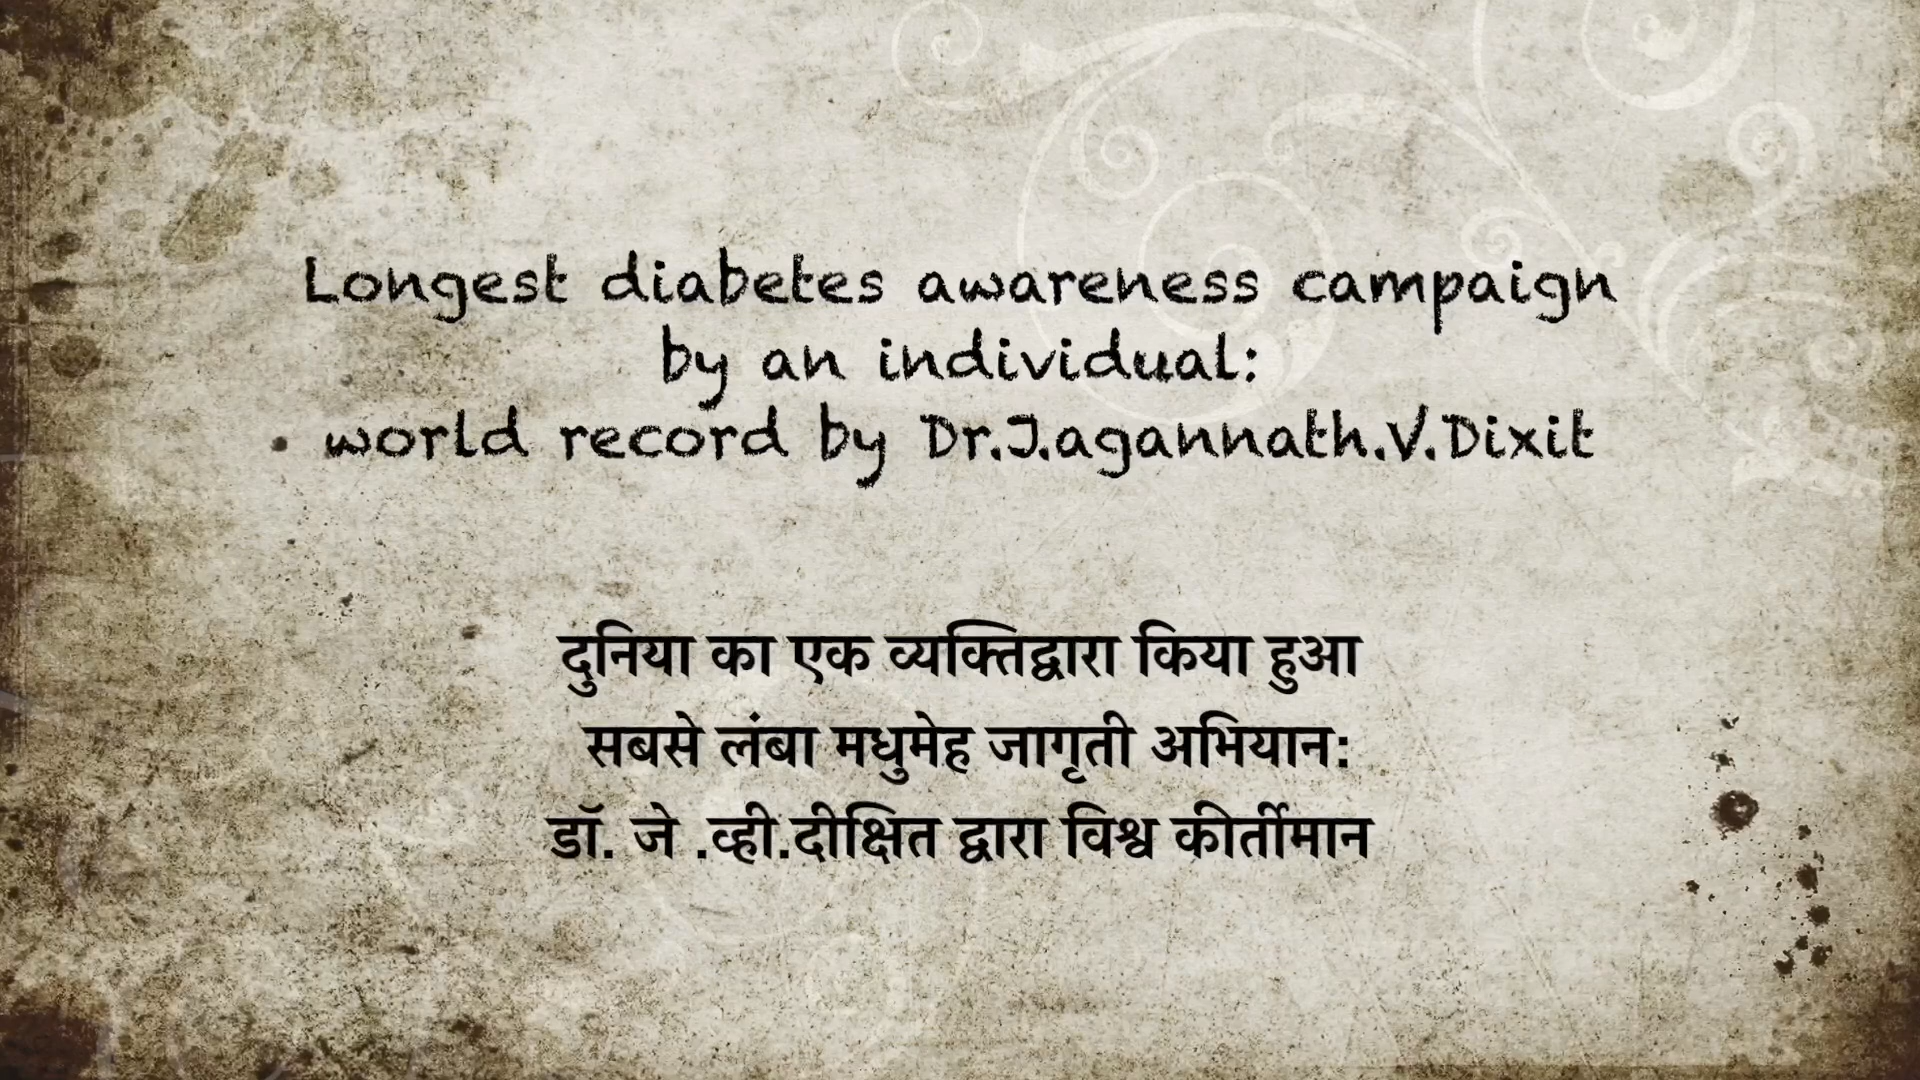 Longest diabetes awareness campaign
by an individual:
world record by Dr.J.agannath.V.Dixit
दुनिया का एक व्यक्तिद्वारा किया हुआ
सबसे लंबा मधुमेह जागृती अभियान:
डॉ. जे .व्ही.दीक्षित द्वारा विश्व कीर्तीमान